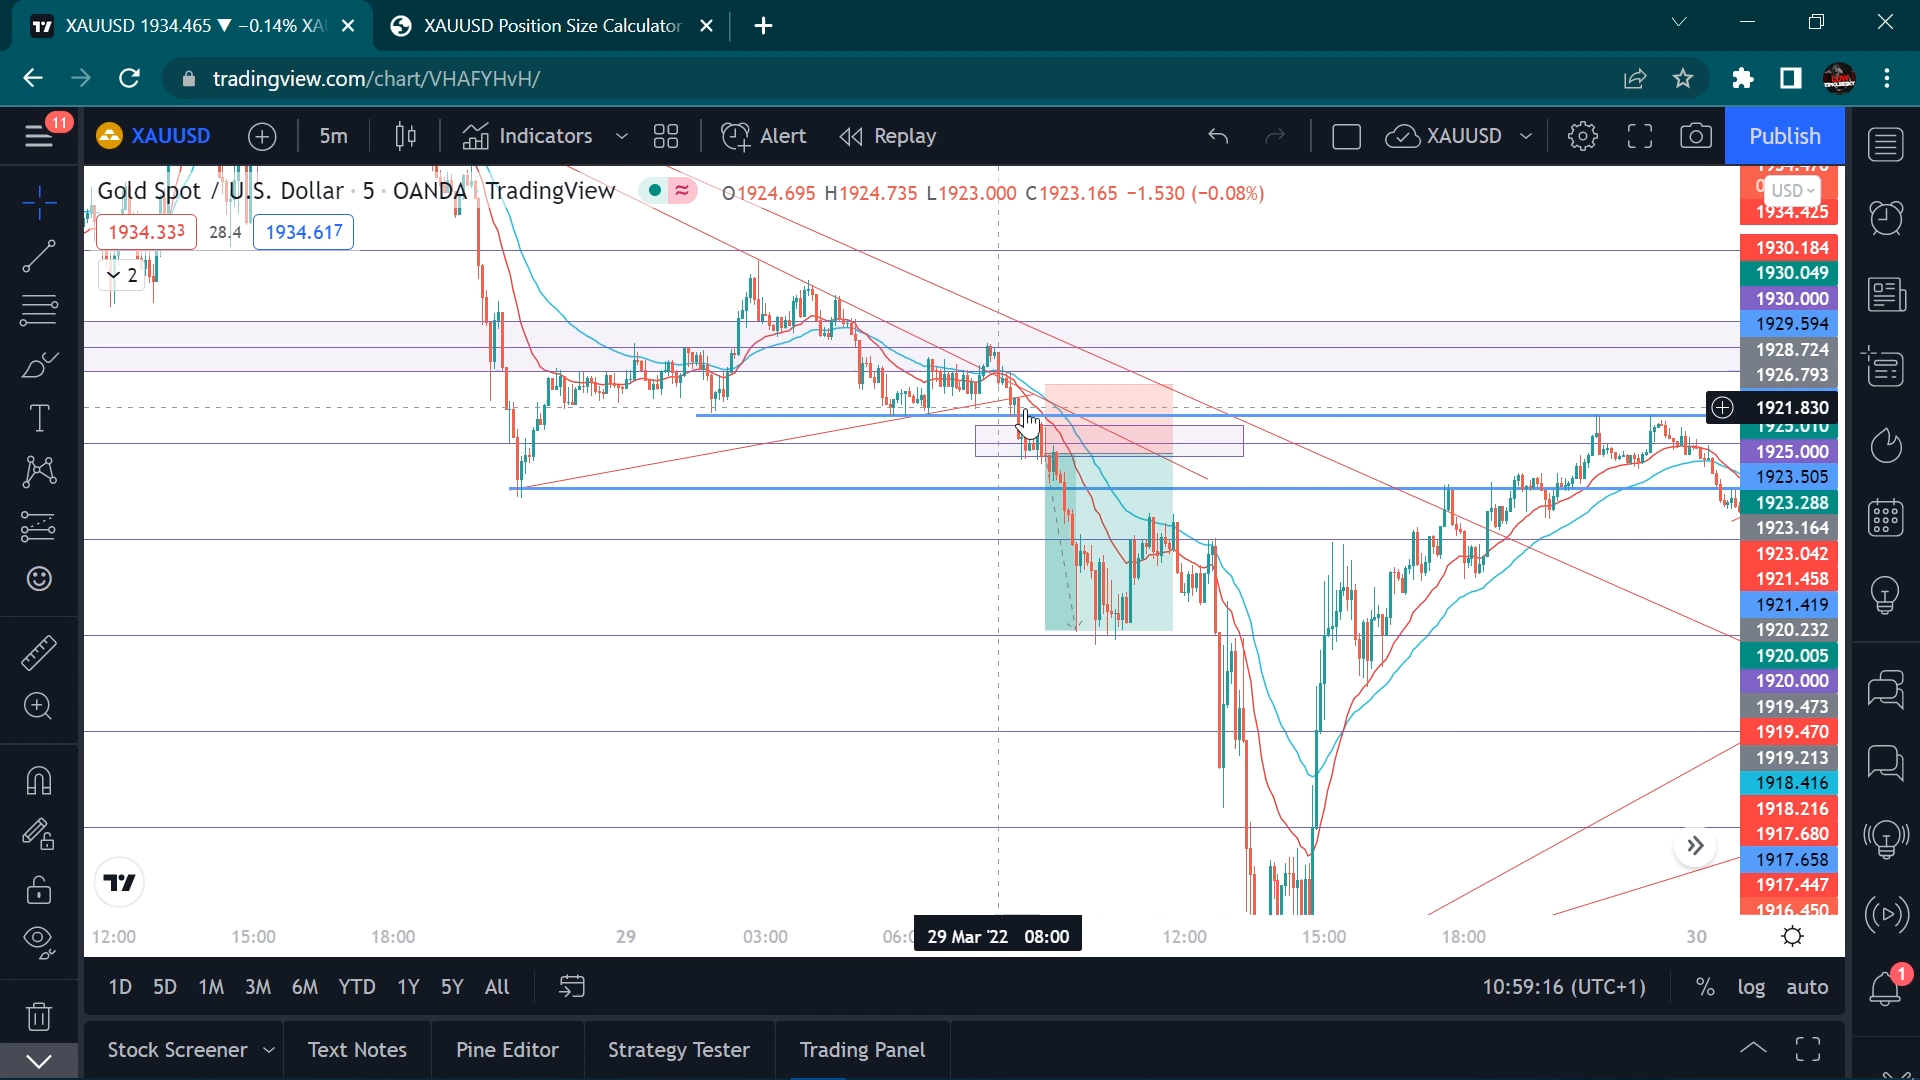 XAUUSD 1934.465 ▼ −0.14% XA
XAUUSD Position Size Calculator
tradingview.com/chart/VHAFYHvH/
11
XAUUSD
5m
Indicators
Alert
Replay
XAUUSD
Publish
Gold Spot / U.S. Dollar · 5 · OANDA · TradingView
O1924.695 H1924.735 L1923.000 C1923.165 −1.530 (−0.08%)
1934.333
28.4
1934.617
2
USD
1934.425
1930.184
1930.049
1930.000
1929.594
1928.724
1926.793
1921.830
1925.010
1925.000
1923.505
1923.288
1923.164
1923.042
1921.458
1921.419
1920.232
1920.005
1920.000
1919.473
1919.470
1919.213
1918.416
1918.216
1917.680
1917.658
1917.447
1916.450
12:00
15:00
18:00
29
03:00
06:0
29 Mar '22 08:00
12:00
15:00
18:00
30
1D
5D
1M
3M
6M
YTD
1Y
5Y
All
10:59:16 (UTC+1)
%
log
auto
1
Stock Screener
Text Notes
Pine Editor
Strategy Tester
Trading Panel